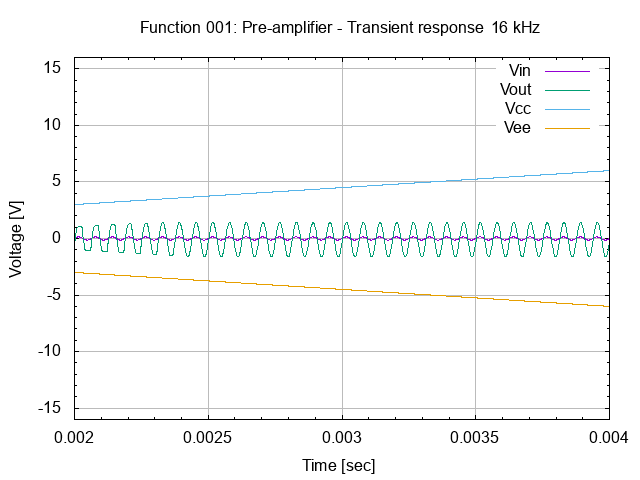 Function 001: Pre-amplifier - Transient response 16 kHz
Vin
Vout
Vcc
Vee
15
10
5
0
-5
-10
-15
Voltage [V]
0.002 0.0025 0.003 0.0035 0.004
Time [sec]